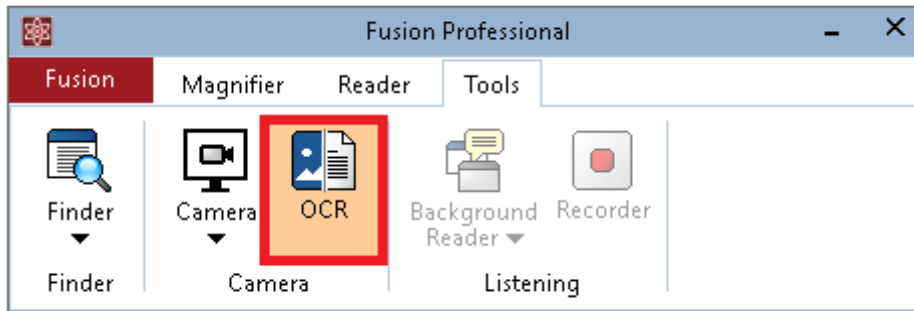 Fusion Professional
Fusion Magnifier Reader Tools
Finder Camera OCR Background Reader Recorder
Finder Camera Listening